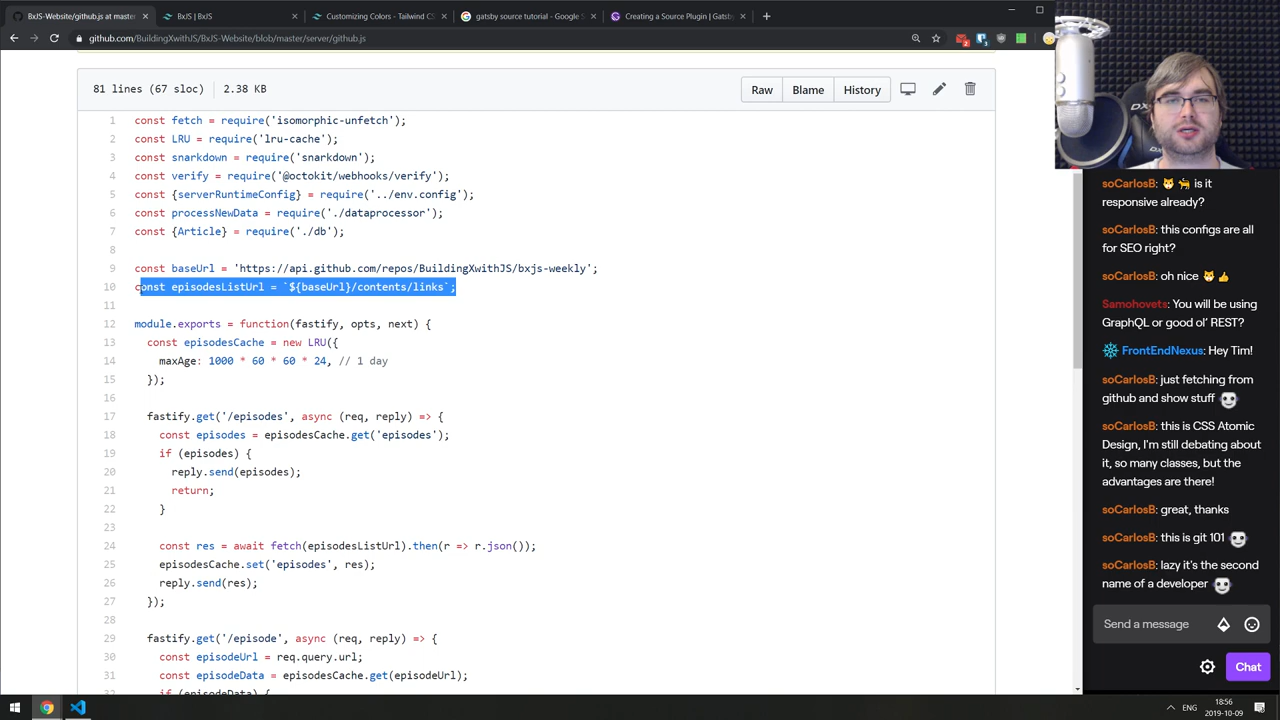 BxJS-Website/github.js at master
BxJS | BxJS
Customizing Colors - Tailwind CS
gatsby source tutorial - Google S
Creating a Source Plugin | Gatsby
github.com/BuildingXwithJS/BxJS-Website/blob/master/server/github.js
81 lines (67 sloc) 2.38 KB
Raw Blame History
1 const fetch = require('isomorphic-unfetch');
2 const LRU = require('lru-cache');
3 const snarkdown = require('snarkdown');
4 const verify = require('@octokit/webhooks/verify');
5 const {serverRuntimeConfig} = require('../env.config');
6 const processNewData = require('./dataprocessor');
7 const {Article} = require('./db');
8
9 const baseUrl = 'https://api.github.com/repos/BuildingXwithJS/bxjs-weekly';
10 const episodesListUrl = `${baseUrl}/contents/links`;
11
12 module.exports = function(fastify, opts, next) {
13 const episodesCache = new LRU({
14 maxAge: 1000 * 60 * 60 * 24, // 1 day
15 });
16
17 fastify.get('/episodes', async (req, reply) => {
18 const episodes = episodesCache.get('episodes');
19 if (episodes) {
20 reply.send(episodes);
21 return;
22 }
23
24 const res = await fetch(episodesListUrl).then(r => r.json());
25 episodesCache.set('episodes', res);
26 reply.send(res);
27 });
28
29 fastify.get('/episode', async (req, reply) => {
30 const episodeUrl = req.query.url;
31 const episodeData = episodesCache.get(episodeUrl);
32 if (episodeData) {
soCarlosB: is it
responsive already?
soCarlosB: this configs are all
for SEO right?
soCarlosB: oh nice
Samohovets: You will be using
GraphQL or good ol' REST?
FrontEndNexus: Hey Tim!
soCarlosB: just fetching from
github and show stuff
soCarlosB: this is CSS Atomic
Design, I'm still debating about
it, so many classes, but the
advantages are there!
soCarlosB: great, thanks
soCarlosB: this is git 101
soCarlosB: lazy it's the second
name of a developer
Send a message
Chat
ENG
18:56
2019-10-09